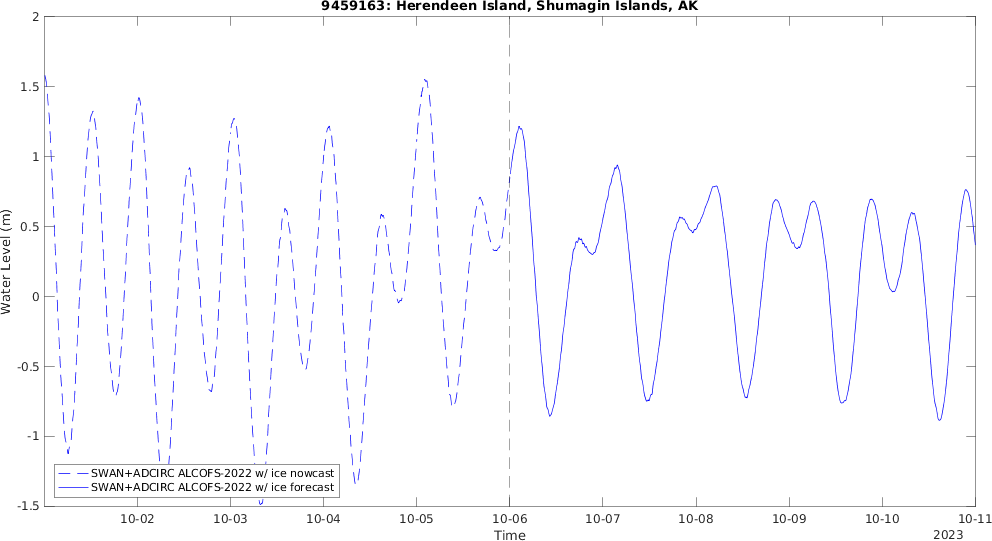 9459163: Herendeen Island, Shumagin Islands, AK
2
1.5
1
0.5
0
-0.5
-1
-1.5
Water Level (m)
SWAN+ADCIRC ALCOFS-2022 w/ ice nowcast
SWAN+ADCIRC ALCOFS-2022 w/ ice forecast
10-02 10-03 10-04 10-05 10-06 10-07 10-08 10-09 10-10 10-11
Time
2023